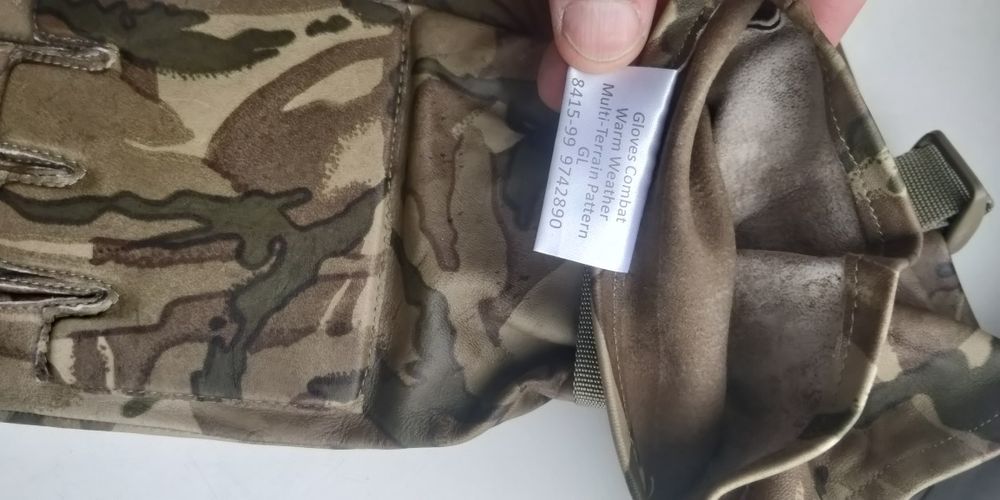 Gloves Combat
Warm Weather
Multi-Terrain Pattern
GL
8415-99 9742890